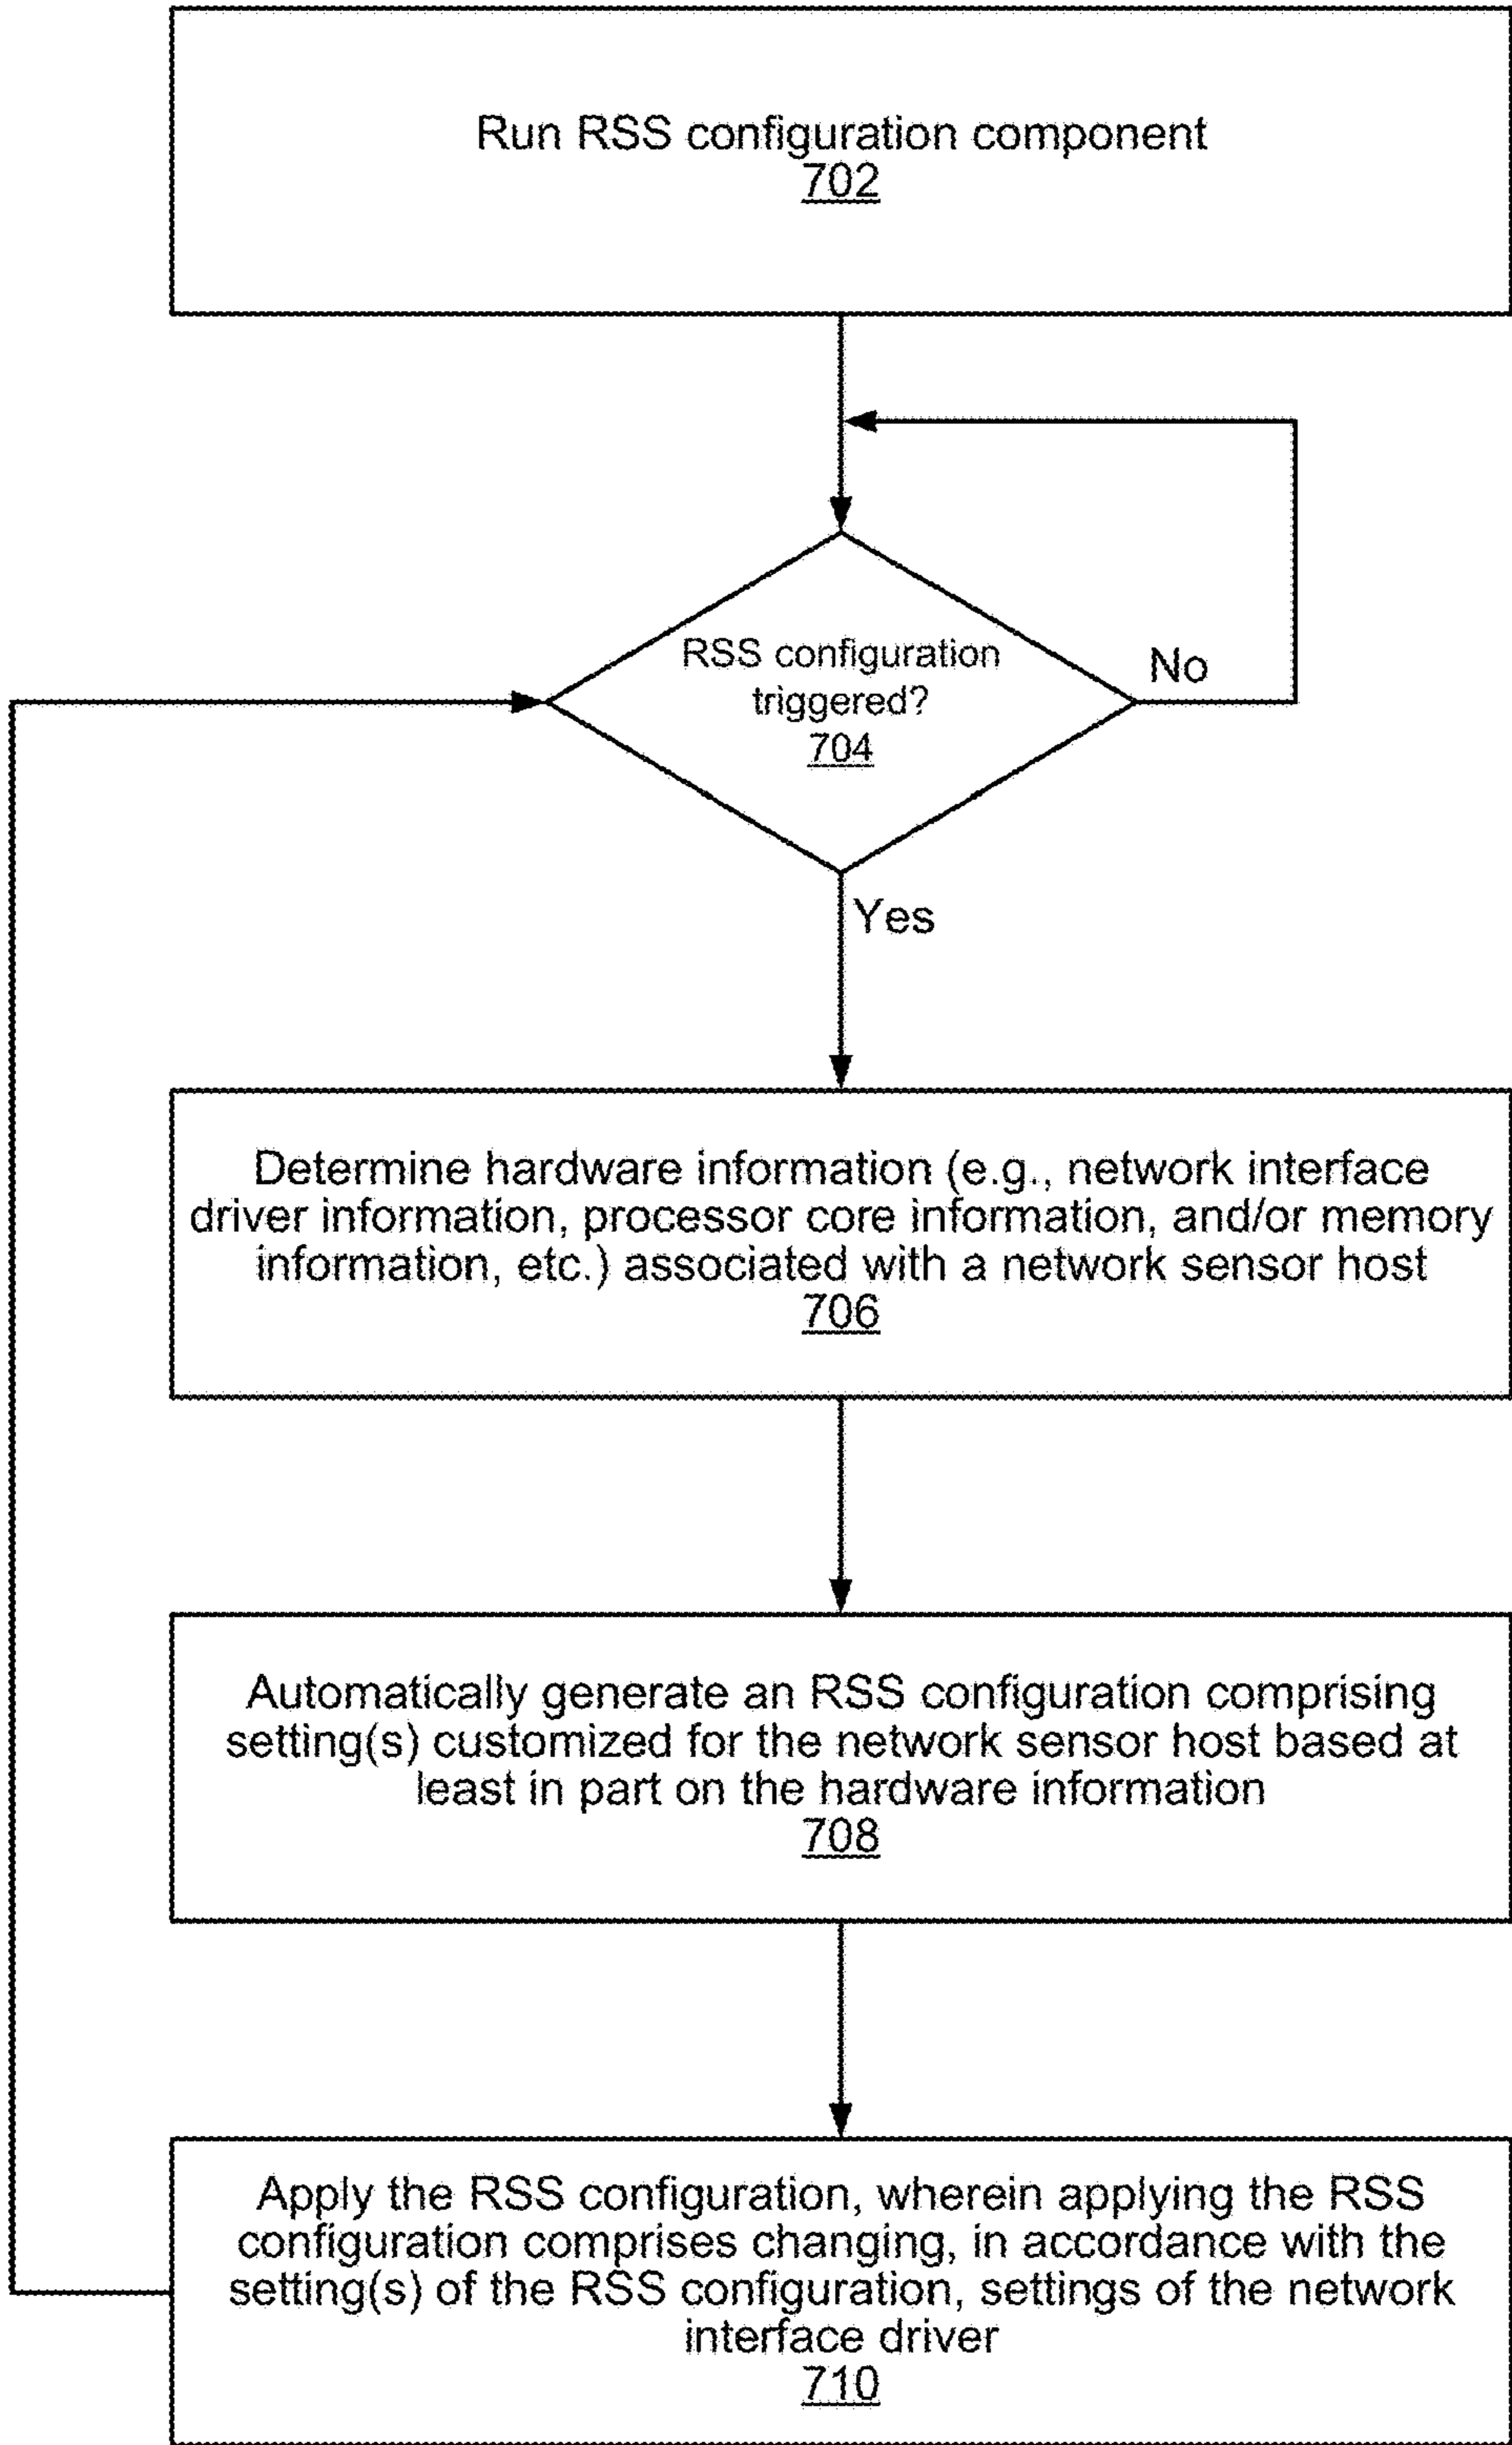 Run RSS configuration component
702
RSS configuration
triggered?
704
No
Yes
Determine hardware information (e.g., network interface
driver information, processor core information, and/or memory
information, etc.) associated with a network sensor host
706
Automatically generate an RSS configuration comprising
setting(s) customized for the network sensor host based at
least in part on the hardware information
708
Apply the RSS configuration, wherein applying the RSS
configuration comprises changing, in accordance with the
setting(s) of the RSS configuration, settings of the network
interface driver
710